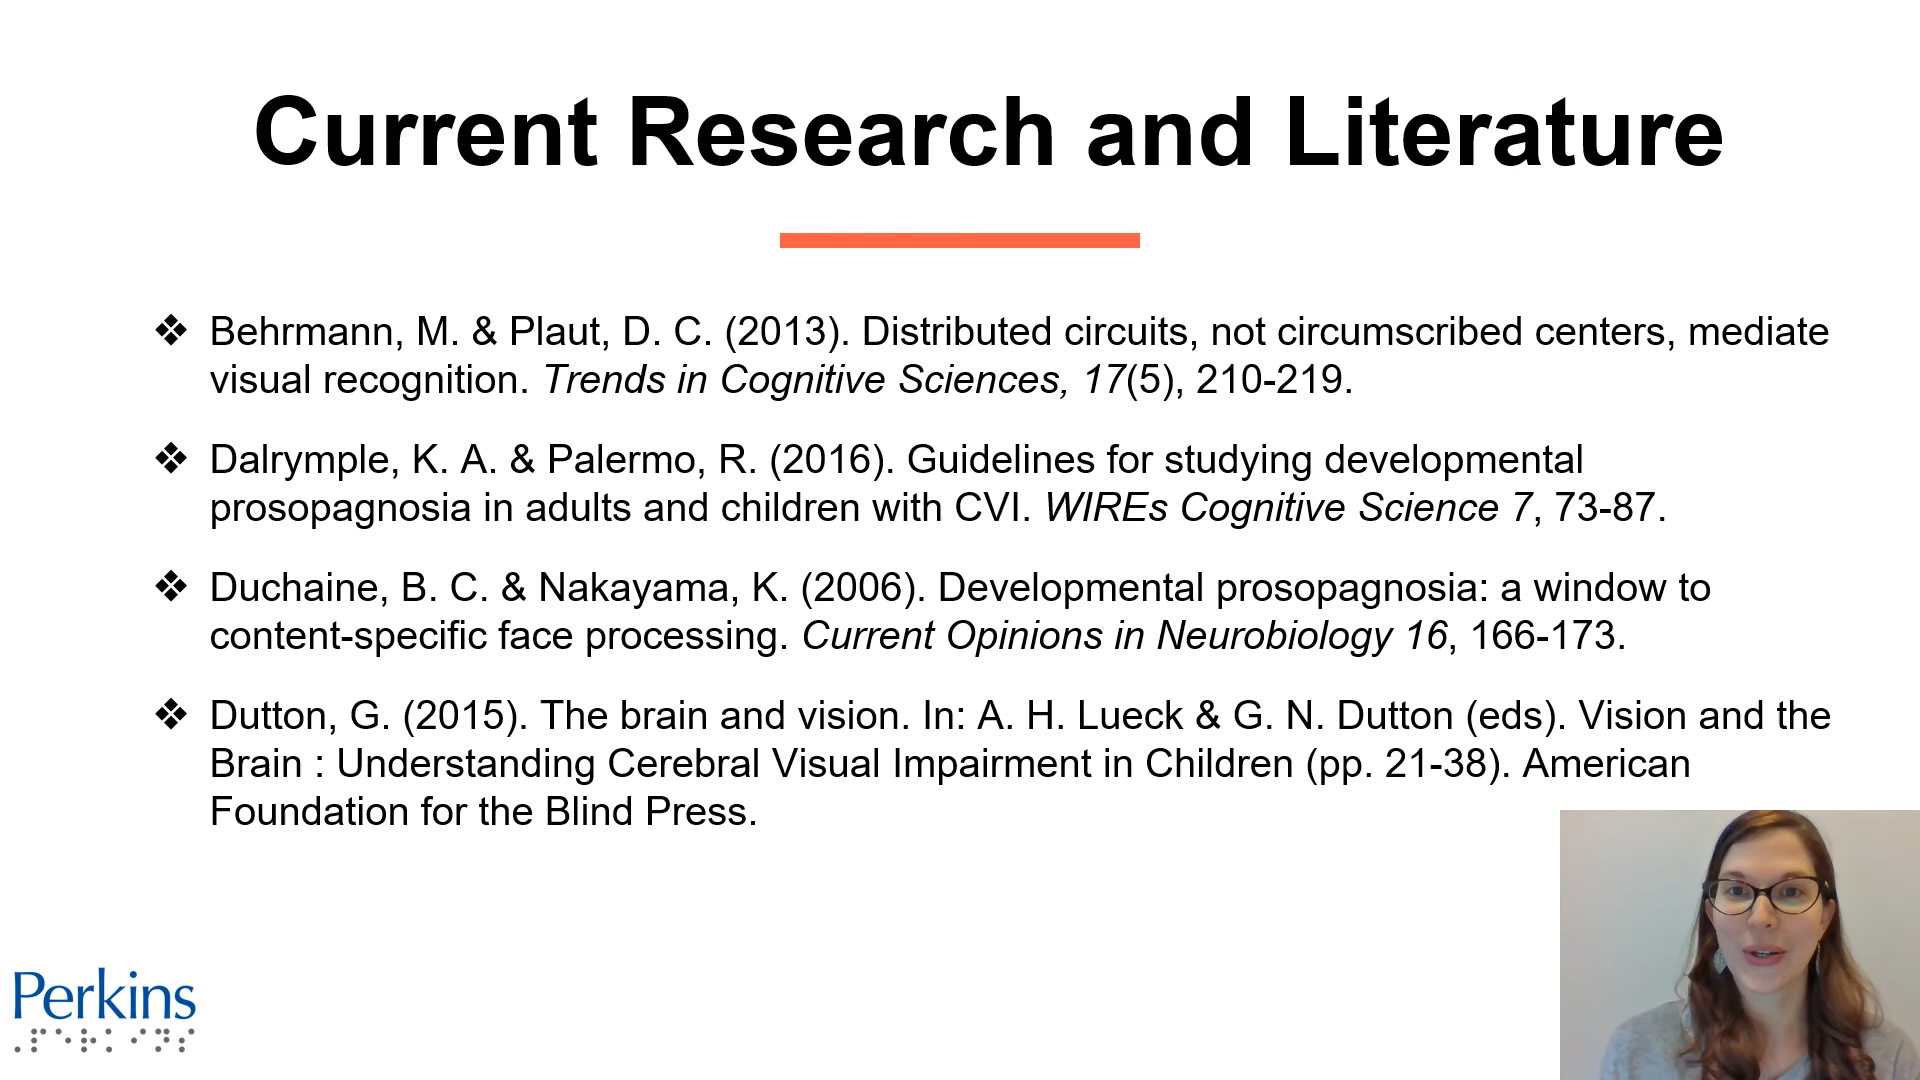 Current Research and Literature
❖ Behrmann, M. & Plaut, D. C. (2013). Distributed circuits, not circumscribed centers, mediate
visual recognition. Trends in Cognitive Sciences, 17(5), 210-219.
❖ Dalrymple, K. A. & Palermo, R. (2016). Guidelines for studying developmental
prosopagnosia in adults and children with CVI. WIREs Cognitive Science 7, 73-87.
❖ Duchaine, B. C. & Nakayama, K. (2006). Developmental prosopagnosia: a window to
content-specific face processing. Current Opinions in Neurobiology 16, 166-173.
❖ Dutton, G. (2015). The brain and vision. In: A. H. Lueck & G. N. Dutton (eds). Vision and the
Brain : Understanding Cerebral Visual Impairment in Children (pp. 21-38). American
Foundation for the Blind Press.
Perkins
⠠⠏⠑⠗⠅⠊⠝⠎